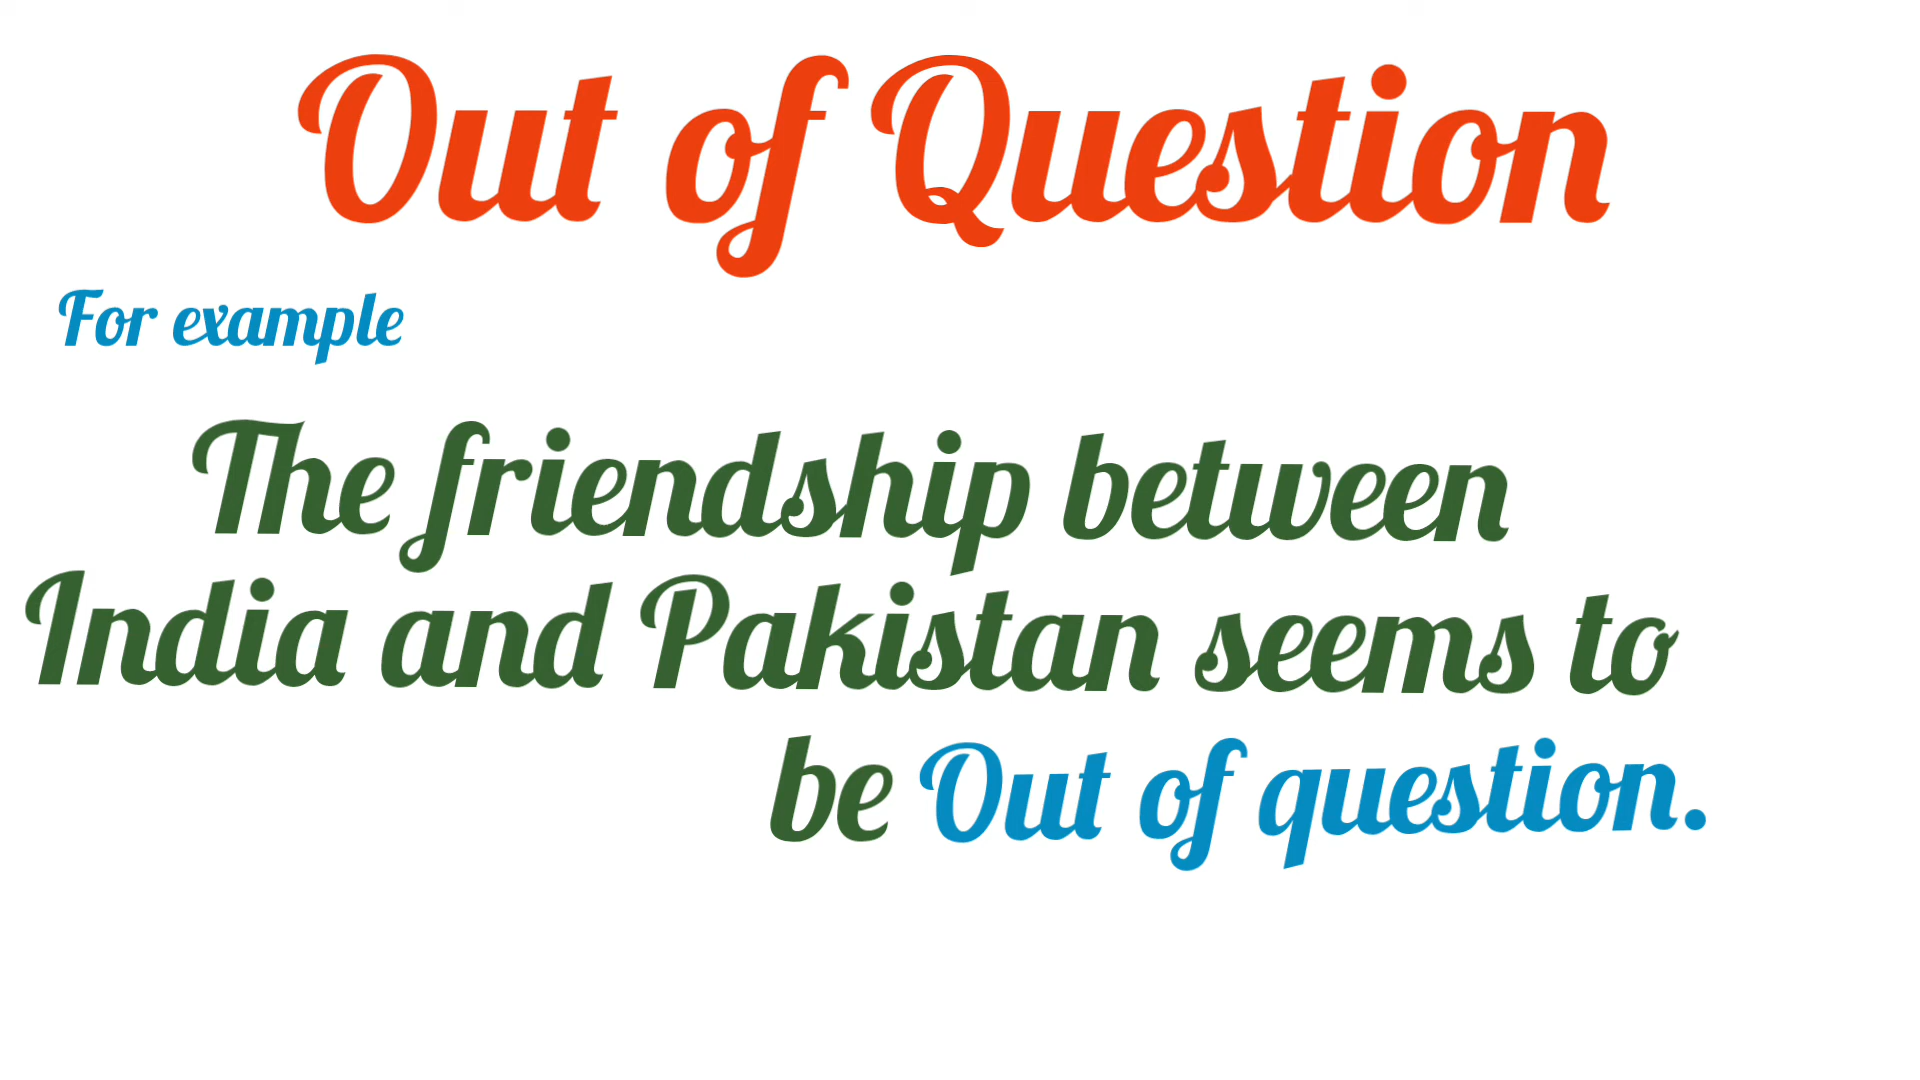 Out of Question
For example
The friendship between
India and Pakistan seems to
be Out of question.